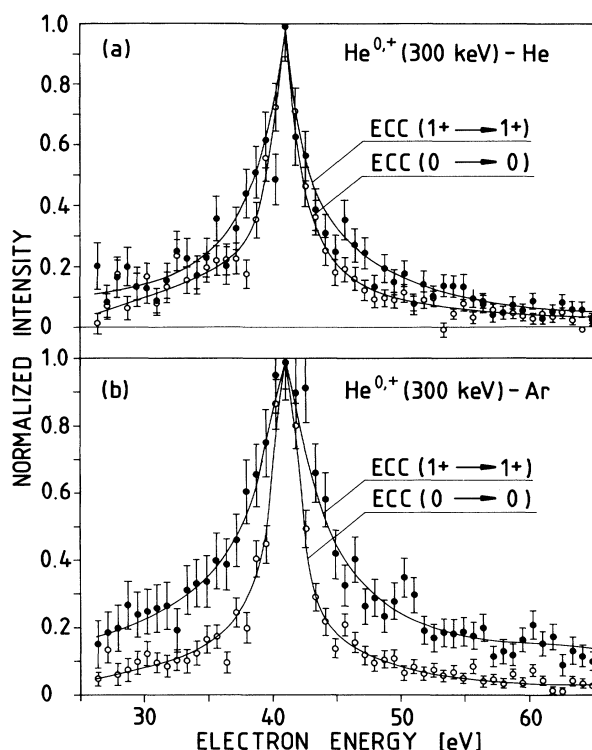 NORMALIZED INTENSITY
(a)
He⁰,⁺ (300 keV) – He
ECC (1+ → 1+)
ECC (0 → 0)
1.0
0.8
0.6
0.4
0.2
0
(b)
He⁰,⁺ (300 keV) – Ar
ECC (1+ → 1+)
ECC (0 → 0)
1.0
0.8
0.6
0.4
0.2
0
30 40 50 60
ELECTRON ENERGY [eV]